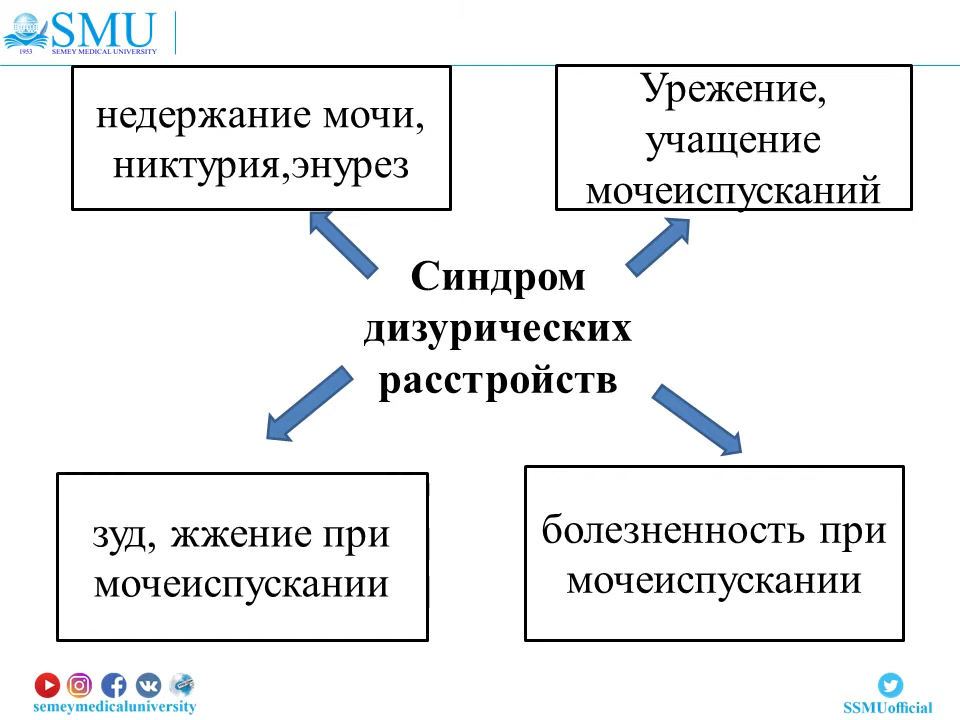 SMU
1953 SEMEY MEDICAL UNIVERSITY
недержание мочи,
никтурия,энурез
Урежение,
учащение
мочеиспусканий
Синдром
дизурических
расстройств
зуд, жжение при
мочеиспускании
болезненность при
мочеиспускании
semeymedicaluniversity
SSMUofficial